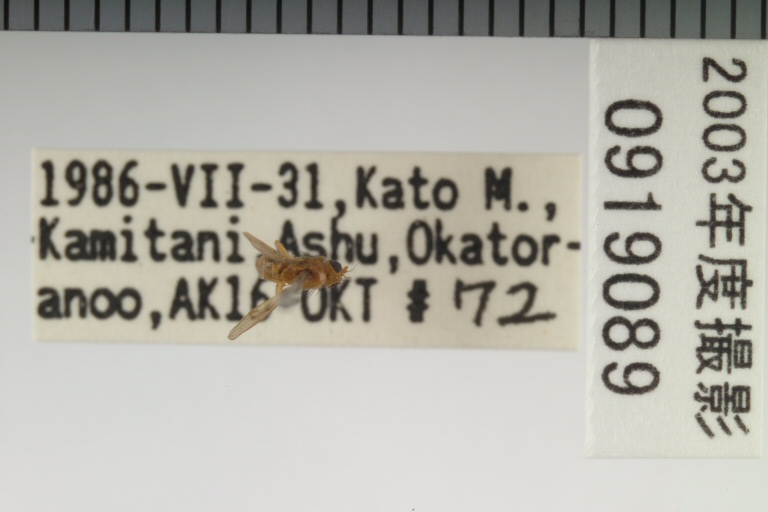 1986-VII-31,Kato M.,
Kamitani Ashu,Okator-
anoo,AK16 OKT # 72
2003年度撮影
0919089